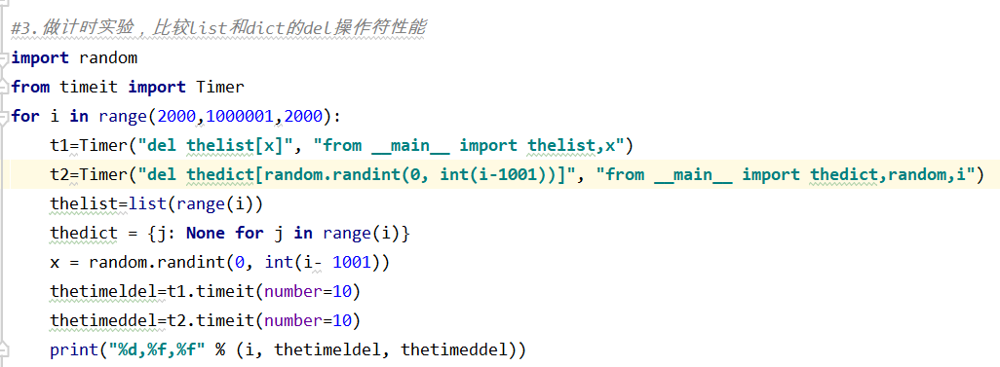 #3.做计时实验，比较list和dict的del操作符性能
import random
from timeit import Timer
for i in range(2000,1000001,2000):
    t1=Timer("del thelist[x]", "from __main__ import thelist,x")
    t2=Timer("del thedict[random.randint(0, int(i-1001))]", "from __main__ import thedict,random,i")
    thelist=list(range(i))
    thedict = {j: None for j in range(i)}
    x = random.randint(0, int(i- 1001))
    thetimeldel=t1.timeit(number=10)
    thetimeddel=t2.timeit(number=10)
    print("%d,%f,%f" % (i, thetimeldel, thetimeddel))